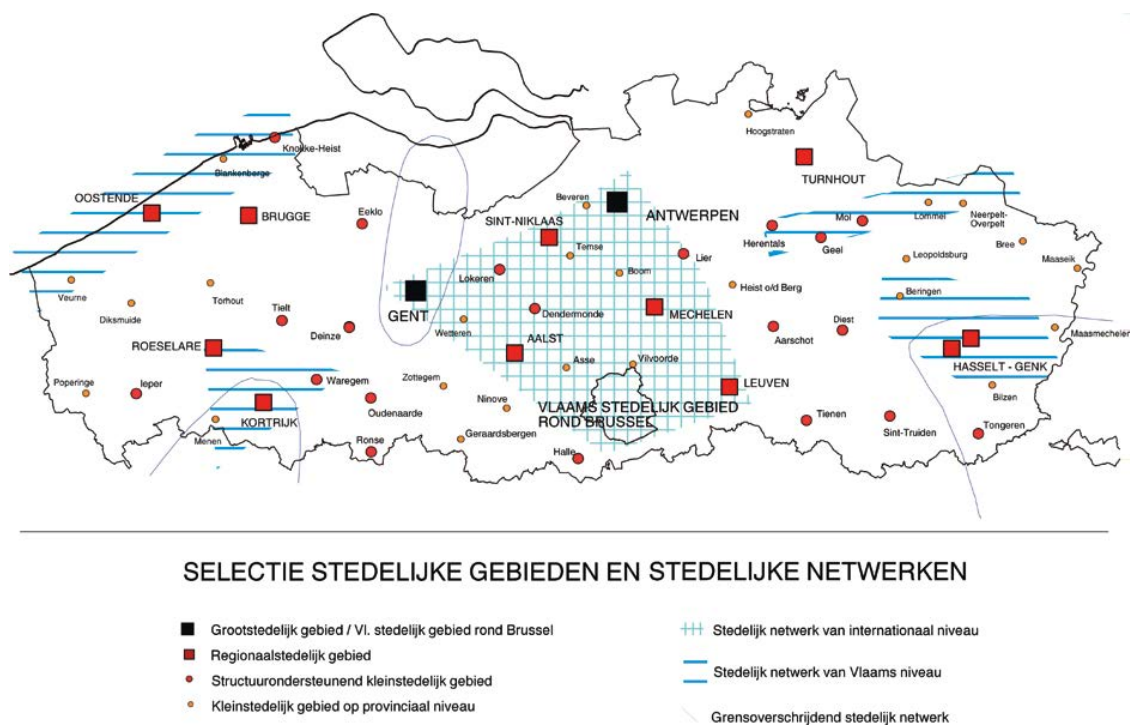 Hoogstraten
Knokke-Heist
Blankenberge
TURNHOUT
OOSTENDE
BRUGGE
Eeklo
Beveren
SINT-NIKLAAS
ANTWERPEN
Mol
Lommel
Neerpelt-
Overpelt
Herentals
Geel
Bree
Temse
Lier
Leopoldsburg
Maaseik
Lokeren
Boom
Veurne
Torhout
Heist o/d Berg
Beringen
Diksmuide
Tielt
GENT
Wetteren
Dendermonde
MECHELEN
Deinze
Aarschot
Diest
Maasmechelen
ROESELARE
AALST
HASSELT - GENK
Asse
Vilvoorde
Poperinge
Ieper
Waregem
Zottegem
LEUVEN
Bilzen
Ninove
VLAAMS STEDELIJK GEBIED
ROND BRUSSEL
Oudenaarde
KORTRIJK
Menen
Tienen
Sint-Truiden
Tongeren
Ronse
Geraardsbergen
Halle
SELECTIE STEDELIJKE GEBIEDEN EN STEDELIJKE NETWERKEN
Grootstedelijk gebied / Vl. stedelijk gebied rond Brussel
Regionaalstedelijk gebied
Structuurondersteunend kleinstedelijk gebied
Kleinstedelijk gebied op provinciaal niveau
Stedelijk netwerk van internationaal niveau
Stedelijk netwerk van Vlaams niveau
Grensoverschrijdend stedelijk netwerk